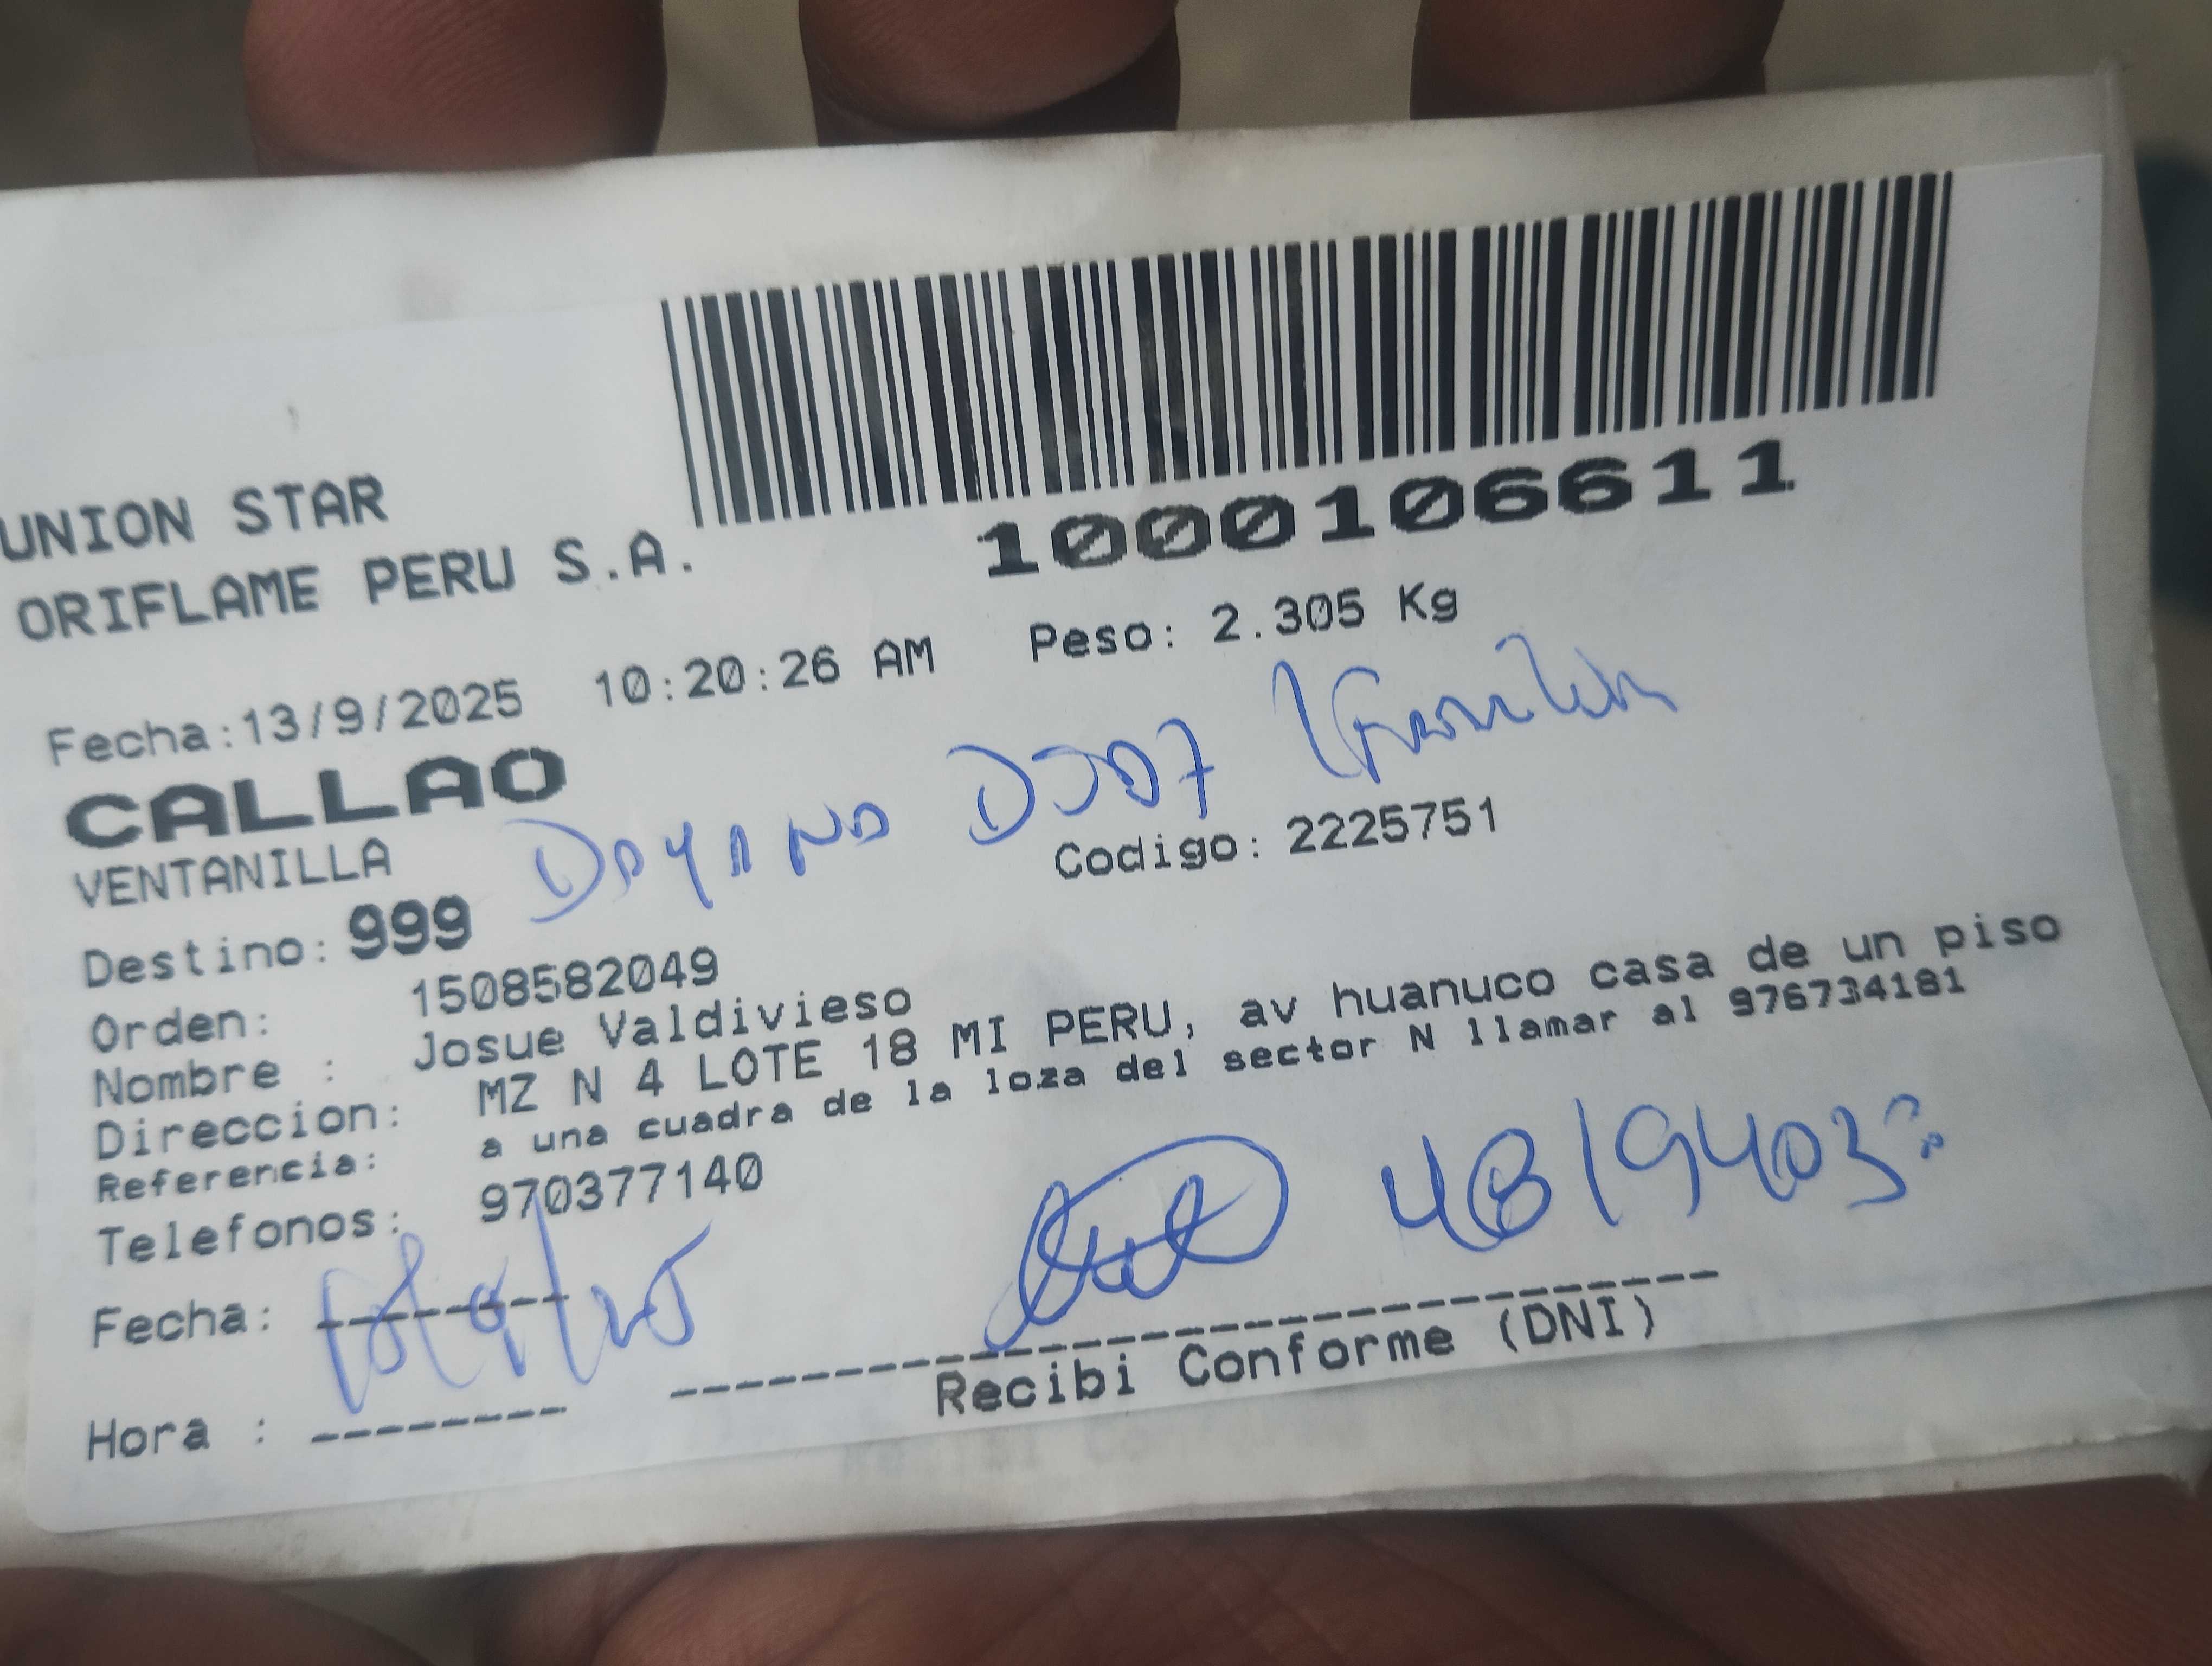 UNION STAR
ORIFLAME PERU S.A.
1000106611
Fecha:13/9/2025 10:20:26 AM Peso: 2.305 Kg
CALLAO
VENTANILLA
Dayana
Destino: 999 Codigo: 2225751
Orden: 1508582049
Nombre : Josue Valdivieso
Direccion: MZ N 4 LOTE 18 MI PERU, av huanuco casa de un piso
Referencia: a una cuadra de la loza del sector N llamar al 976734181
Telefonos: 970377140
Fecha:
Hora :
Recibi Conforme (DNI)